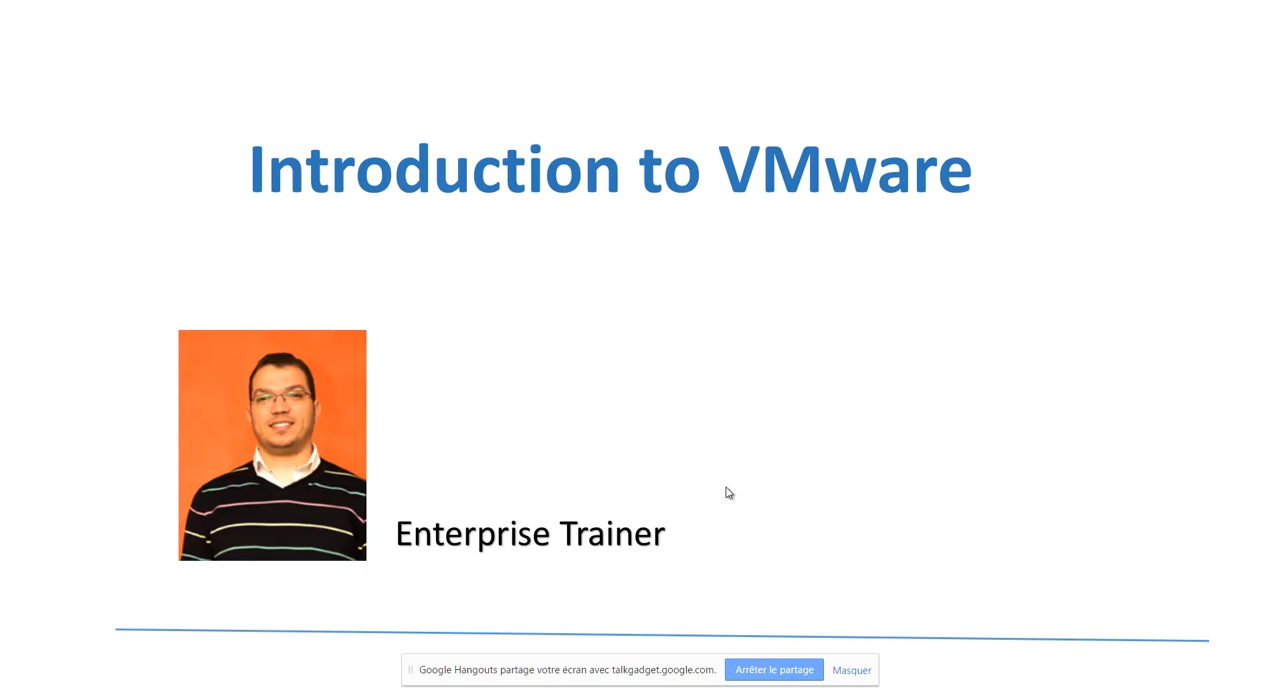 Introduction to VMware
Enterprise Trainer
Google Hangouts partage votre écran avec talkgadget.google.com. Arrêter le partage Masquer